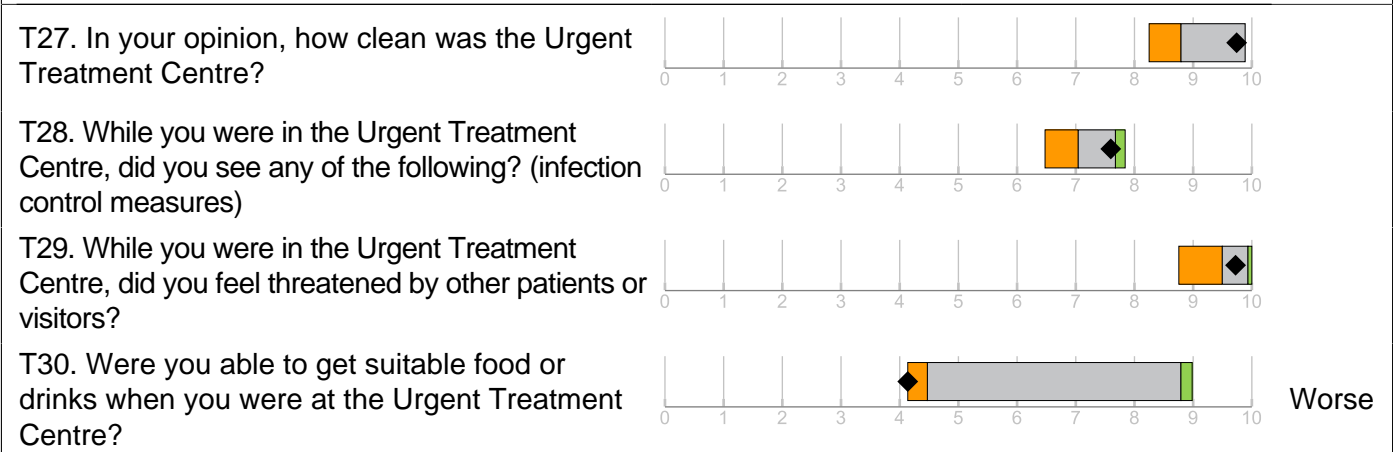 T27. In your opinion, how clean was the Urgent
Treatment Centre?
0 1 2 3 4 5 6 7 8 9 10
T28. While you were in the Urgent Treatment
Centre, did you see any of the following? (infection
control measures)
0 1 2 3 4 5 6 7 8 9 10
T29. While you were in the Urgent Treatment
Centre, did you feel threatened by other patients or
visitors?
0 1 2 3 4 5 6 7 8 9 10
T30. Were you able to get suitable food or
drinks when you were at the Urgent Treatment
Centre?
0 1 2 3 4 5 6 7 8 9 10
Worse